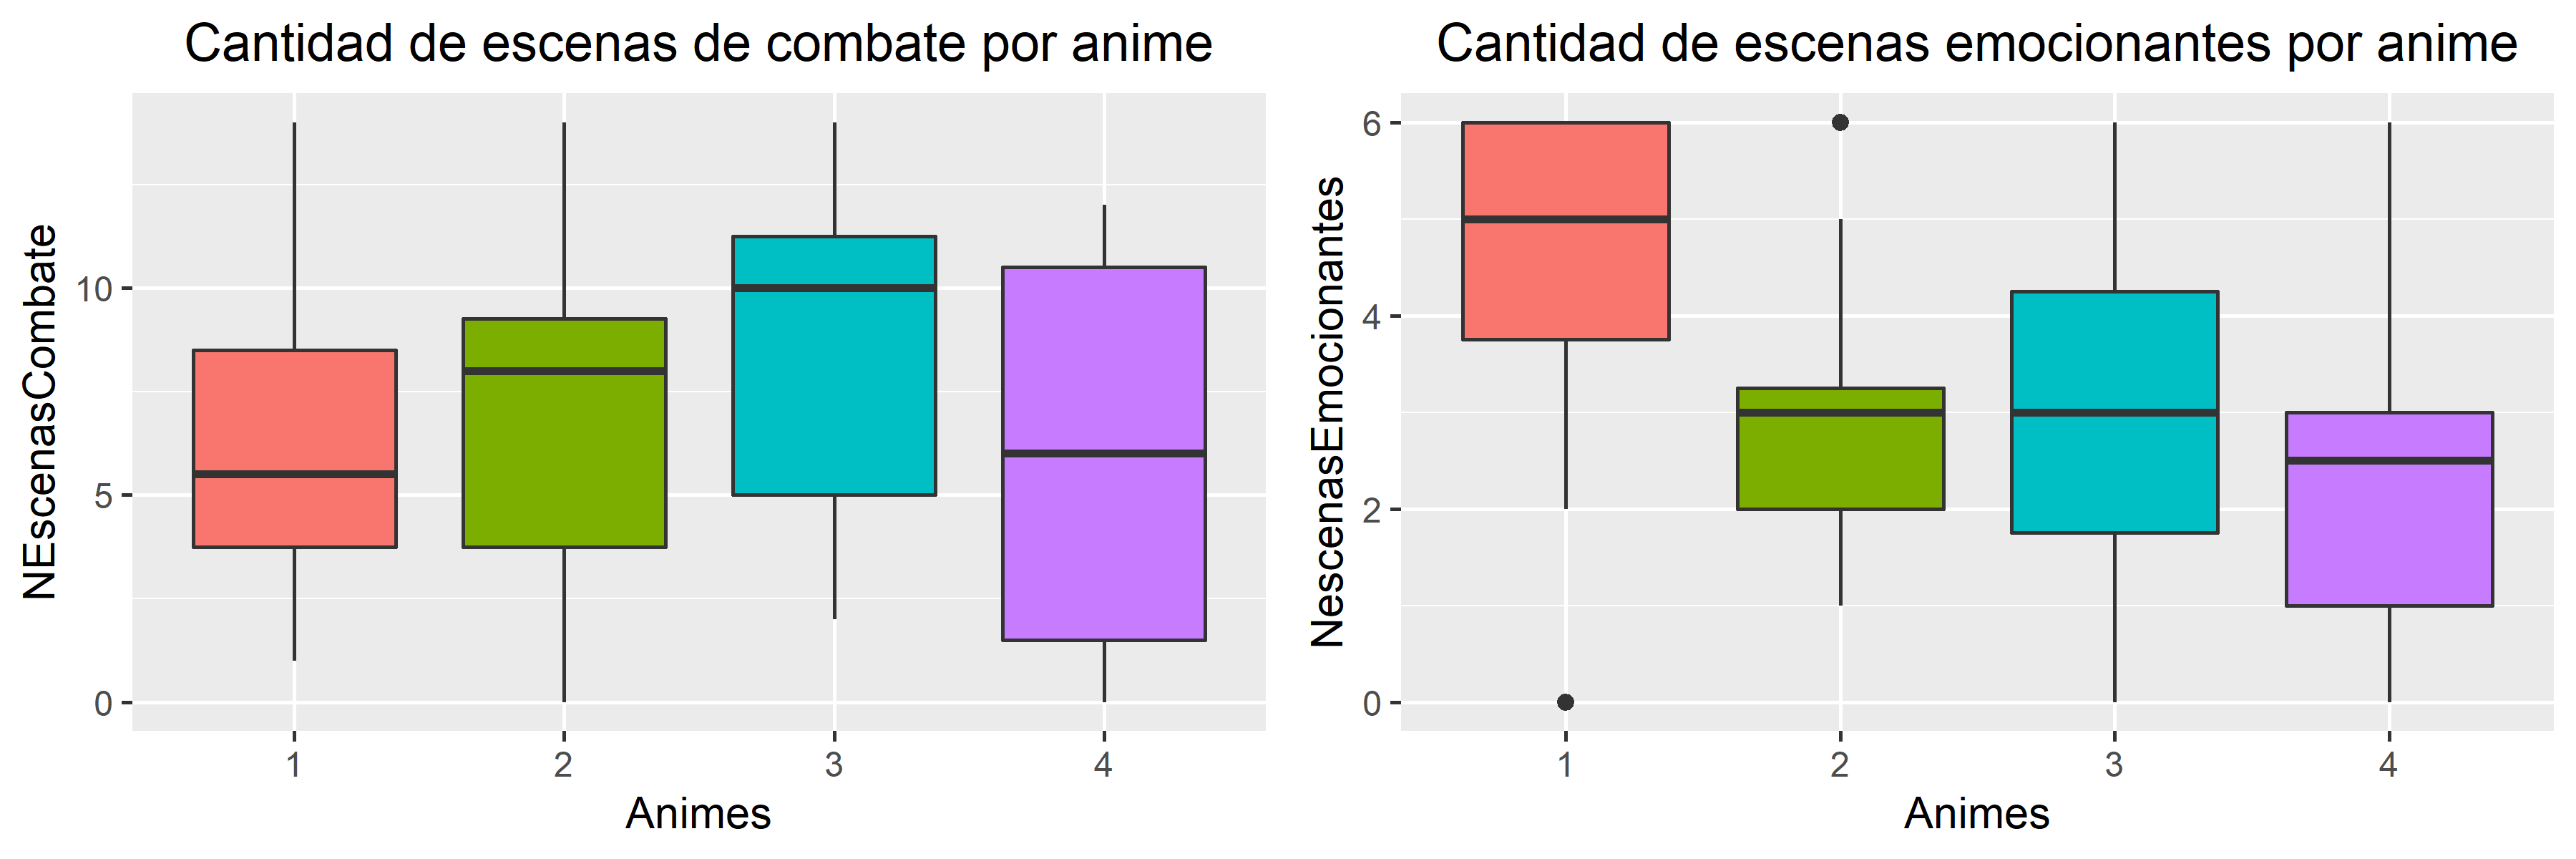 Cantidad de escenas de combate por anime
NEscenasCombate
10
5
0
1 2 3 4
Animes
Cantidad de escenas emocionantes por anime
NescenasEmocionantes
6
4
2
0
1 2 3 4
Animes